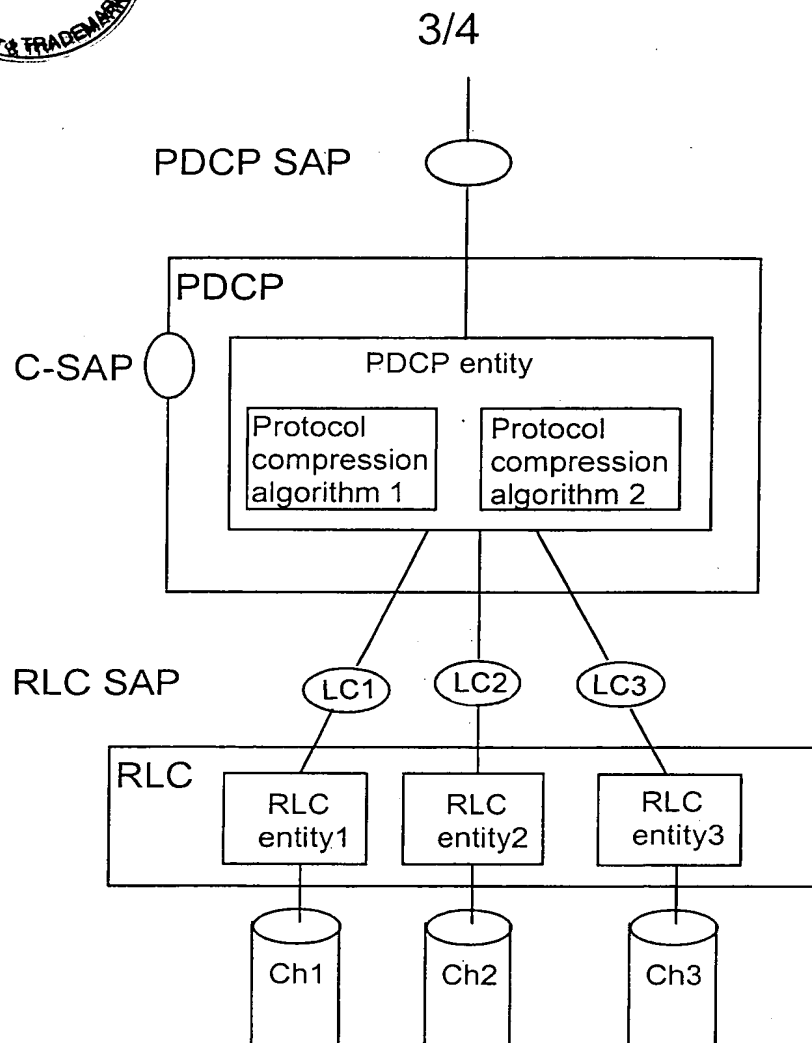 & TRADEMARK
3/4
PDCP SAP
PDCP
C-SAP
PDCP entity
Protocol
compression
algorithm 1
Protocol
compression
algorithm 2
RLC SAP
LC1
LC2
LC3
RLC
RLC
entity1
RLC
entity2
RLC
entity3
Ch1
Ch2
Ch3